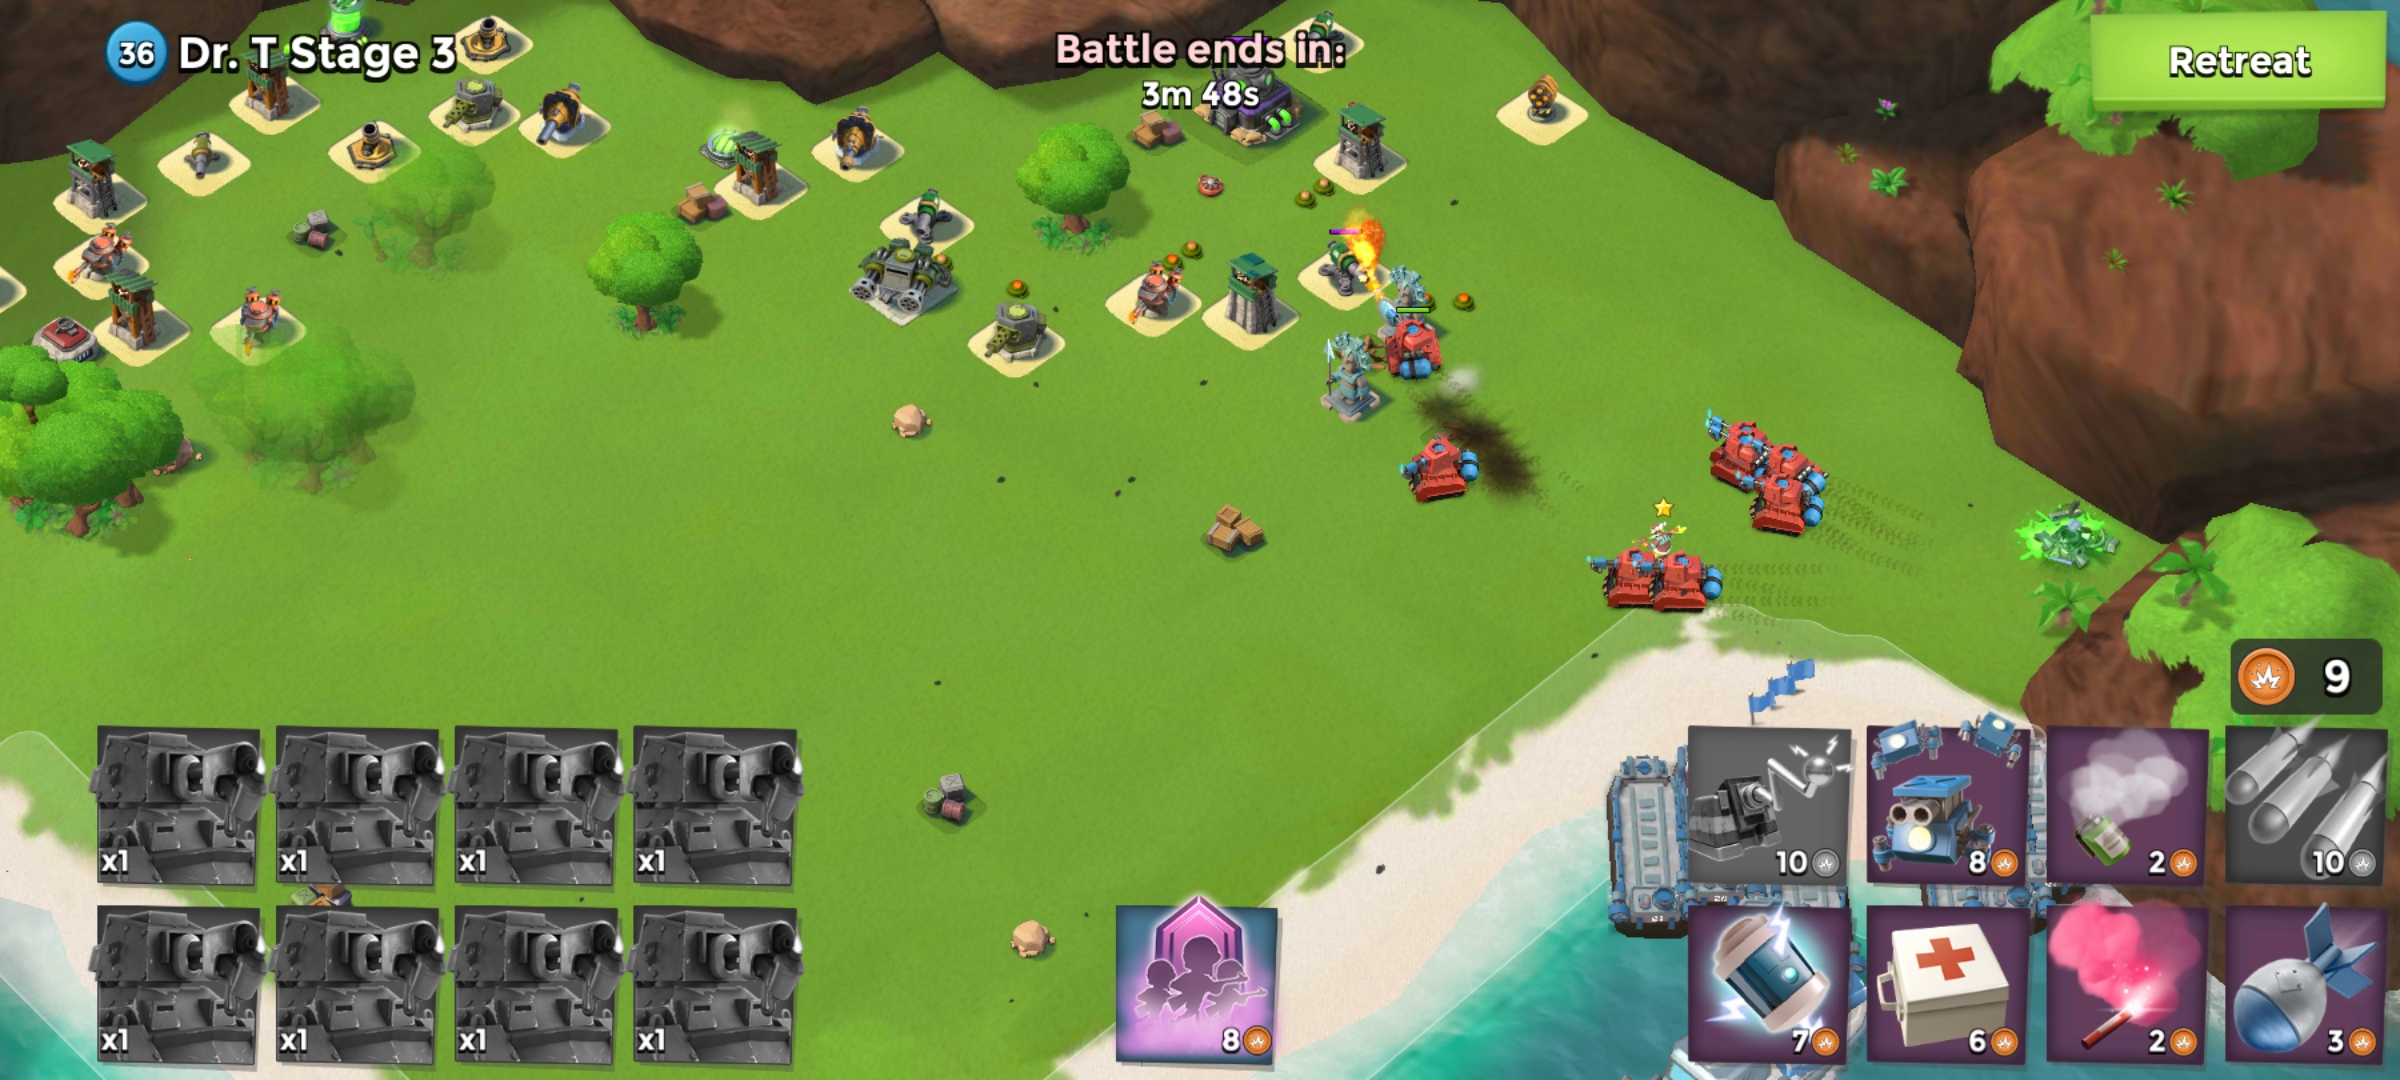 36 Dr. T Stage 3
Battle ends in:
3m 48s
Retreat
9
x1 x1 x1 x1
10 8 2 10
x1 x1 x1 x1
8
7 6 2 3